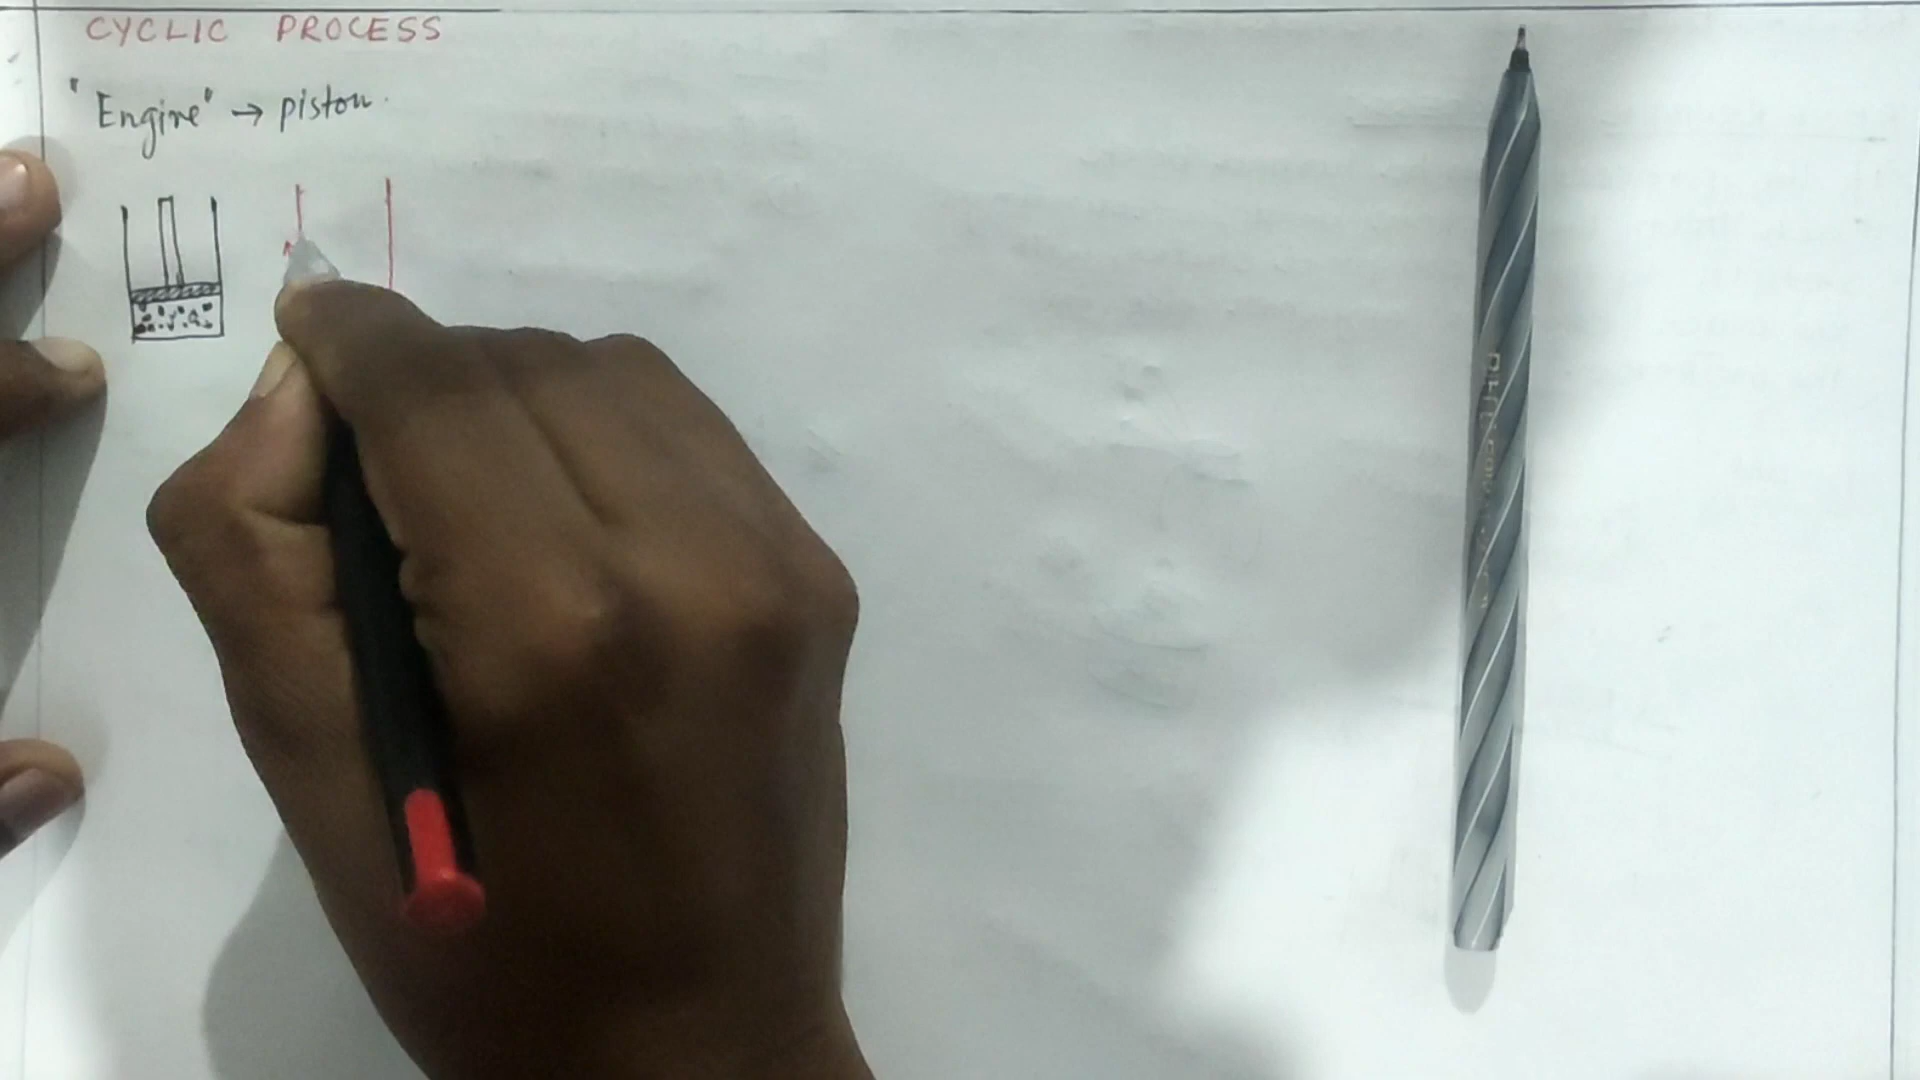 CYCLIC PROCESS
"Engine" → piston.